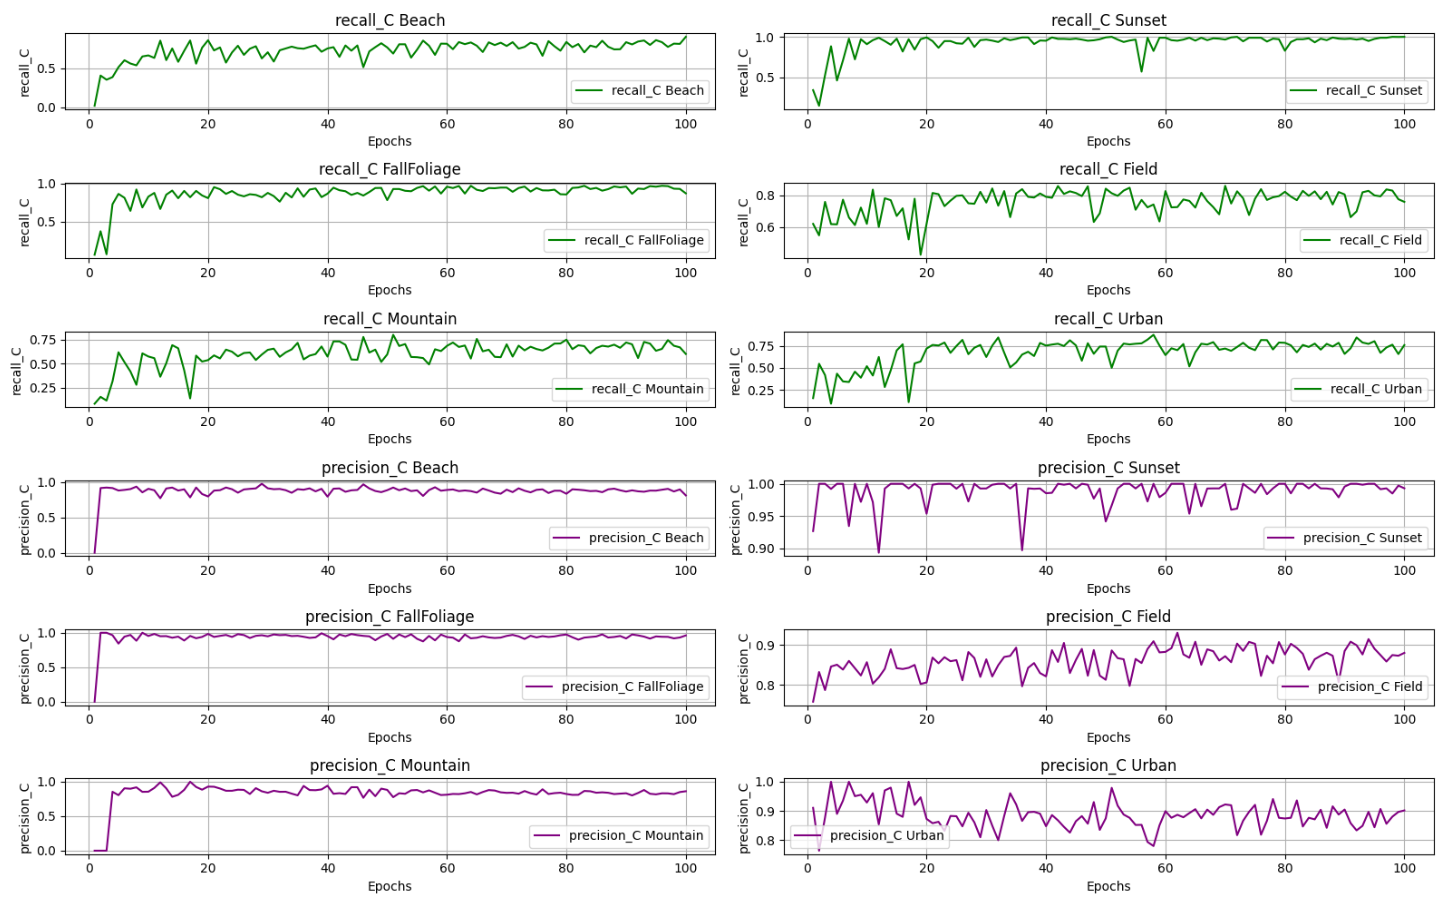 recall_C Beach
recall_C
0.5
0.0
recall_C Beach
0 20 40 60 80 100
Epochs
recall_C Sunset
recall_C
1.0
0.5
recall_C Sunset
0 20 40 60 80 100
Epochs
recall_C FallFoliage
recall_C
1.0
0.5
recall_C FallFoliage
0 20 40 60 80 100
Epochs
recall_C Field
recall_C
0.8
0.6
recall_C Field
0 20 40 60 80 100
Epochs
recall_C Mountain
recall_C
0.75
0.50
0.25
recall_C Mountain
0 20 40 60 80 100
Epochs
recall_C Urban
recall_C
0.75
0.50
0.25
recall_C Urban
0 20 40 60 80 100
Epochs
precision_C Beach
precision_C
1.0
0.5
0.0
precision_C Beach
0 20 40 60 80 100
Epochs
precision_C Sunset
precision_C
1.00
0.95
0.90
precision_C Sunset
0 20 40 60 80 100
Epochs
precision_C FallFoliage
precision_C
1.0
0.5
0.0
precision_C FallFoliage
0 20 40 60 80 100
Epochs
precision_C Field
precision_C
0.9
0.8
precision_C Field
0 20 40 60 80 100
Epochs
precision_C Mountain
precision_C
1.0
0.5
0.0
precision_C Mountain
0 20 40 60 80 100
Epochs
precision_C Urban
precision_C
1.0
0.9
0.8
precision_C Urban
0 20 40 60 80 100
Epochs